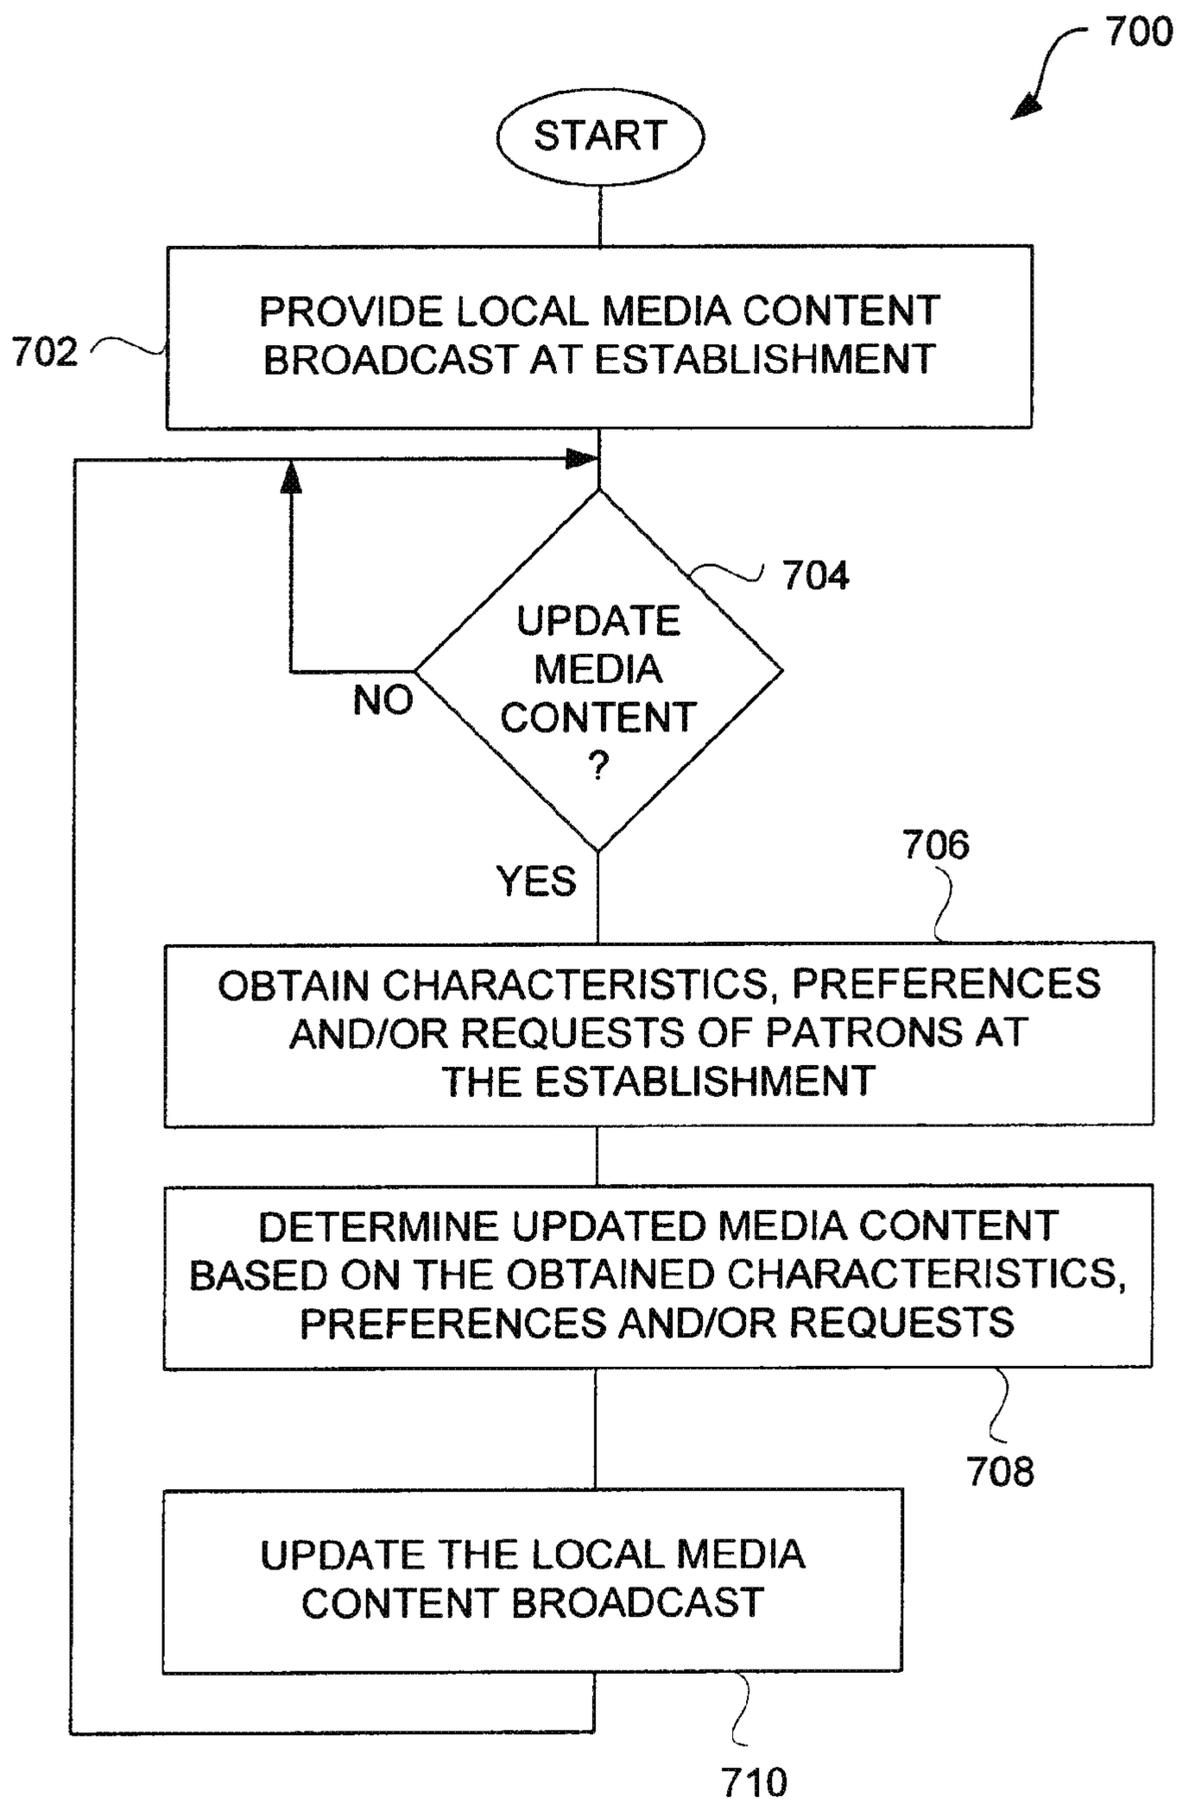 700
START
PROVIDE LOCAL MEDIA CONTENT
BROADCAST AT ESTABLISHMENT
702
704
UPDATE
MEDIA
CONTENT
?
NO
YES
706
OBTAIN CHARACTERISTICS, PREFERENCES
AND/OR REQUESTS OF PATRONS AT
THE ESTABLISHMENT
DETERMINE UPDATED MEDIA CONTENT
BASED ON THE OBTAINED CHARACTERISTICS,
PREFERENCES AND/OR REQUESTS
708
UPDATE THE LOCAL MEDIA
CONTENT BROADCAST
710